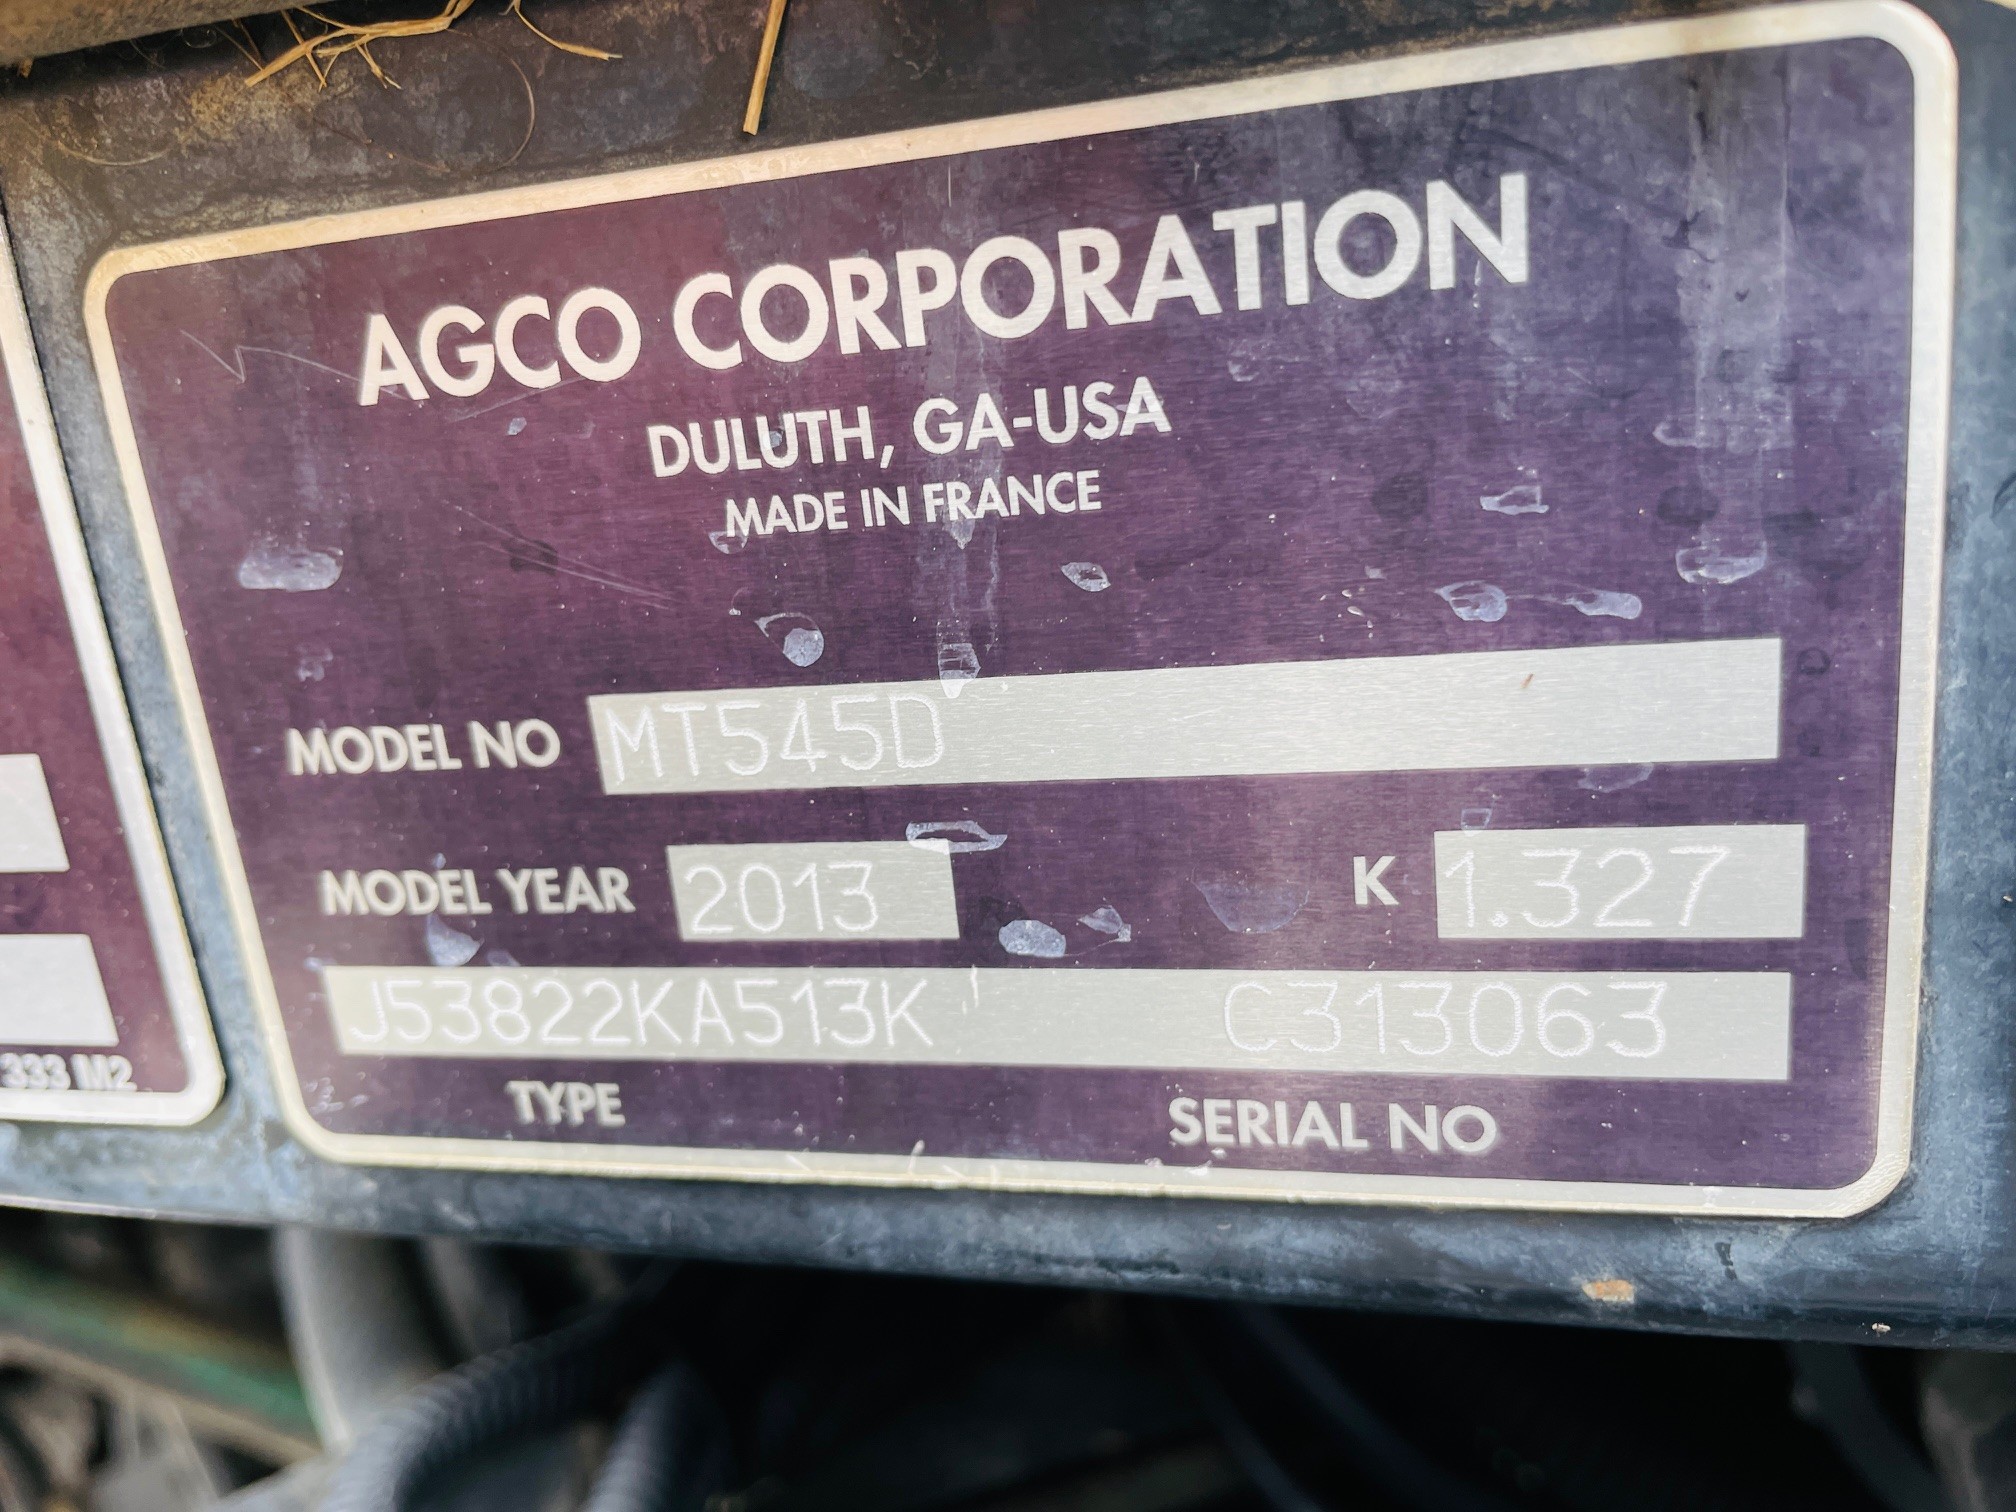 AGCO CORPORATION
DULUTH, GA-USA
MADE IN FRANCE
MODEL NO MT545D
MODEL YEAR 2013 K 1.327
J53822KA513K C313063
TYPE SERIAL NO
333 M2